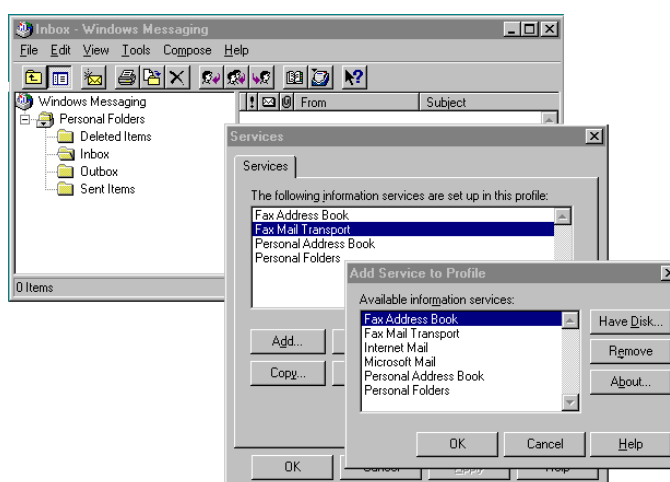 Inbox - Windows Messaging
File Edit View Tools Compose Help
Windows Messaging
Personal Folders
Deleted Items
Inbox
Outbox
Sent Items
From Subject
0 Items
Services
Services
The following information services are set up in this profile:
Fax Address Book
Fax Mail Transport
Personal Address Book
Personal Folders
Add...
Copy...
OK Cancel Apply Help
Add Service to Profile
Available information services:
Fax Address Book
Fax Mail Transport
Internet Mail
Microsoft Mail
Personal Address Book
Personal Folders
Have Disk...
Remove
About...
OK Cancel Help